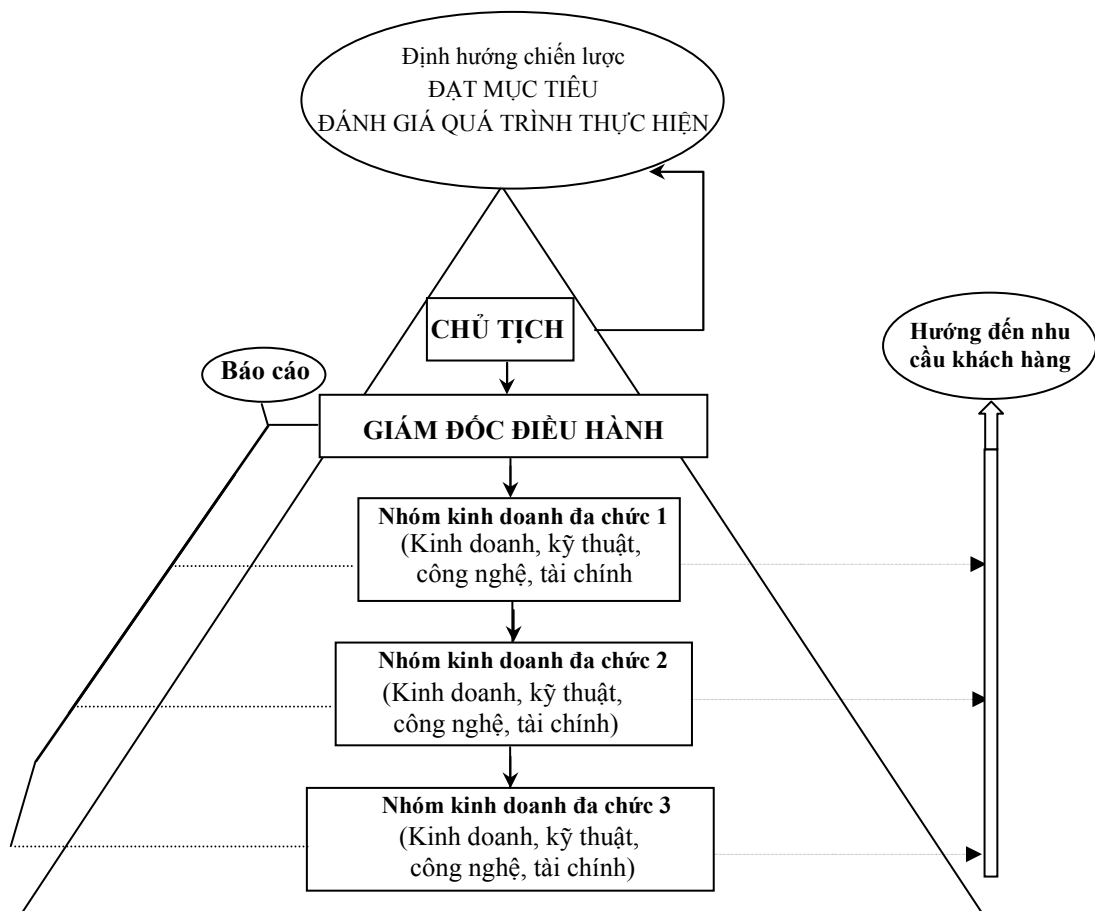 Định hướng chiến lược
ĐẠT MỤC TIÊU
ĐÁNH GIÁ QUÁ TRÌNH THỰC HIỆN
CHỦ TỊCH
Hướng đến nhu
cầu khách hàng
Báo cáo
GIÁM ĐỐC ĐIỀU HÀNH
Nhóm kinh doanh đa chức 1
(Kinh doanh, kỹ thuật,
công nghệ, tài chính
Nhóm kinh doanh đa chức 2
(Kinh doanh, kỹ thuật,
công nghệ, tài chính)
Nhóm kinh doanh đa chức 3
(Kinh doanh, kỹ thuật,
công nghệ, tài chính)